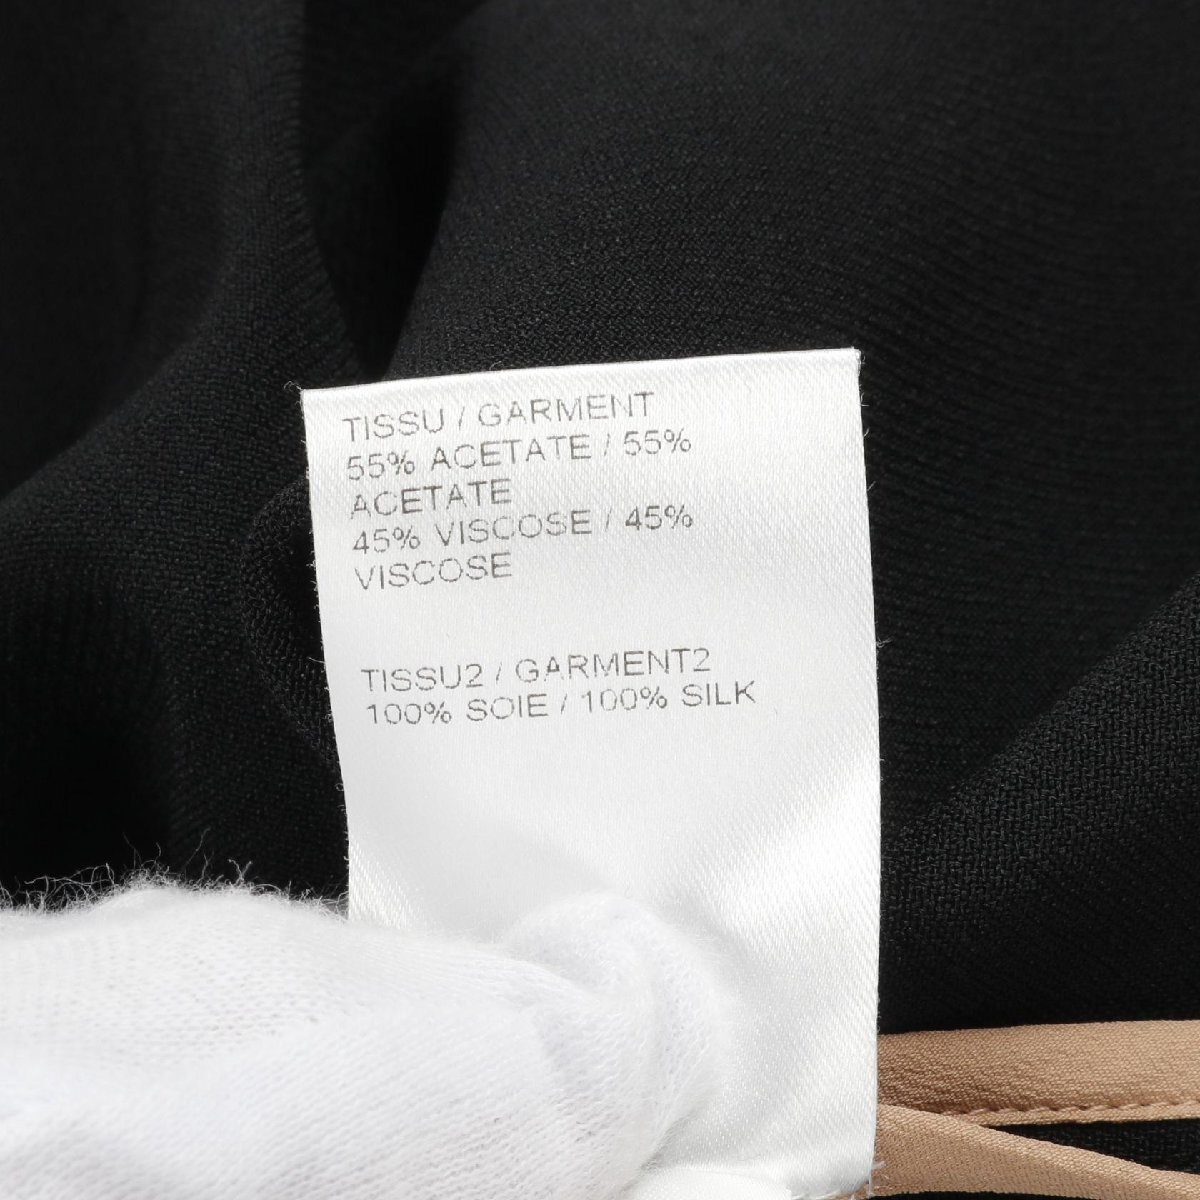 TISSU / GARMENT
55% ACETATE / 55%
ACETATE
45% VISCOSE / 45%
VISCOSE
TISSU2 / GARMENT2
100% SOIE / 100% SILK